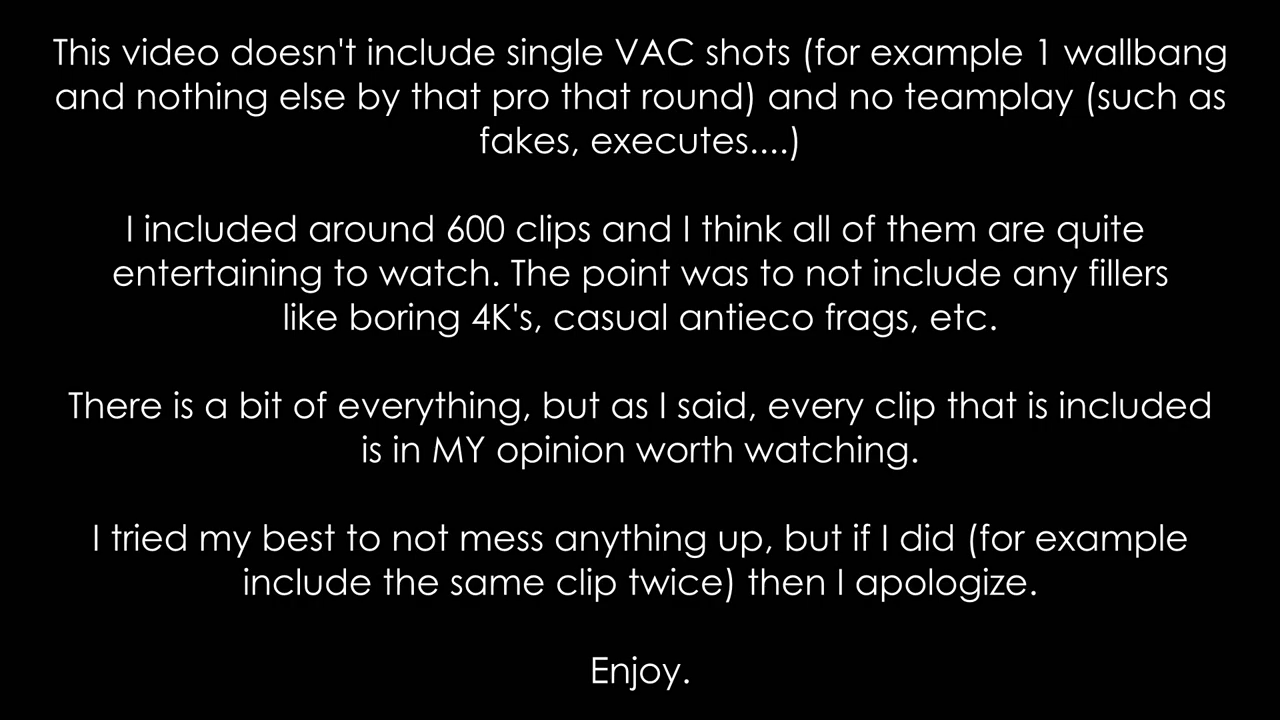 This video doesn't include single VAC shots (for example 1 wallbang
and nothing else by that pro that round) and no teamplay (such as
fakes, executes....)
I included around 600 clips and I think all of them are quite
entertaining to watch. The point was to not include any fillers
like boring 4K's, casual antieco frags, etc.
There is a bit of everything, but as I said, every clip that is included
is in MY opinion worth watching.
I tried my best to not mess anything up, but if I did (for example
include the same clip twice) then I apologize.
Enjoy.